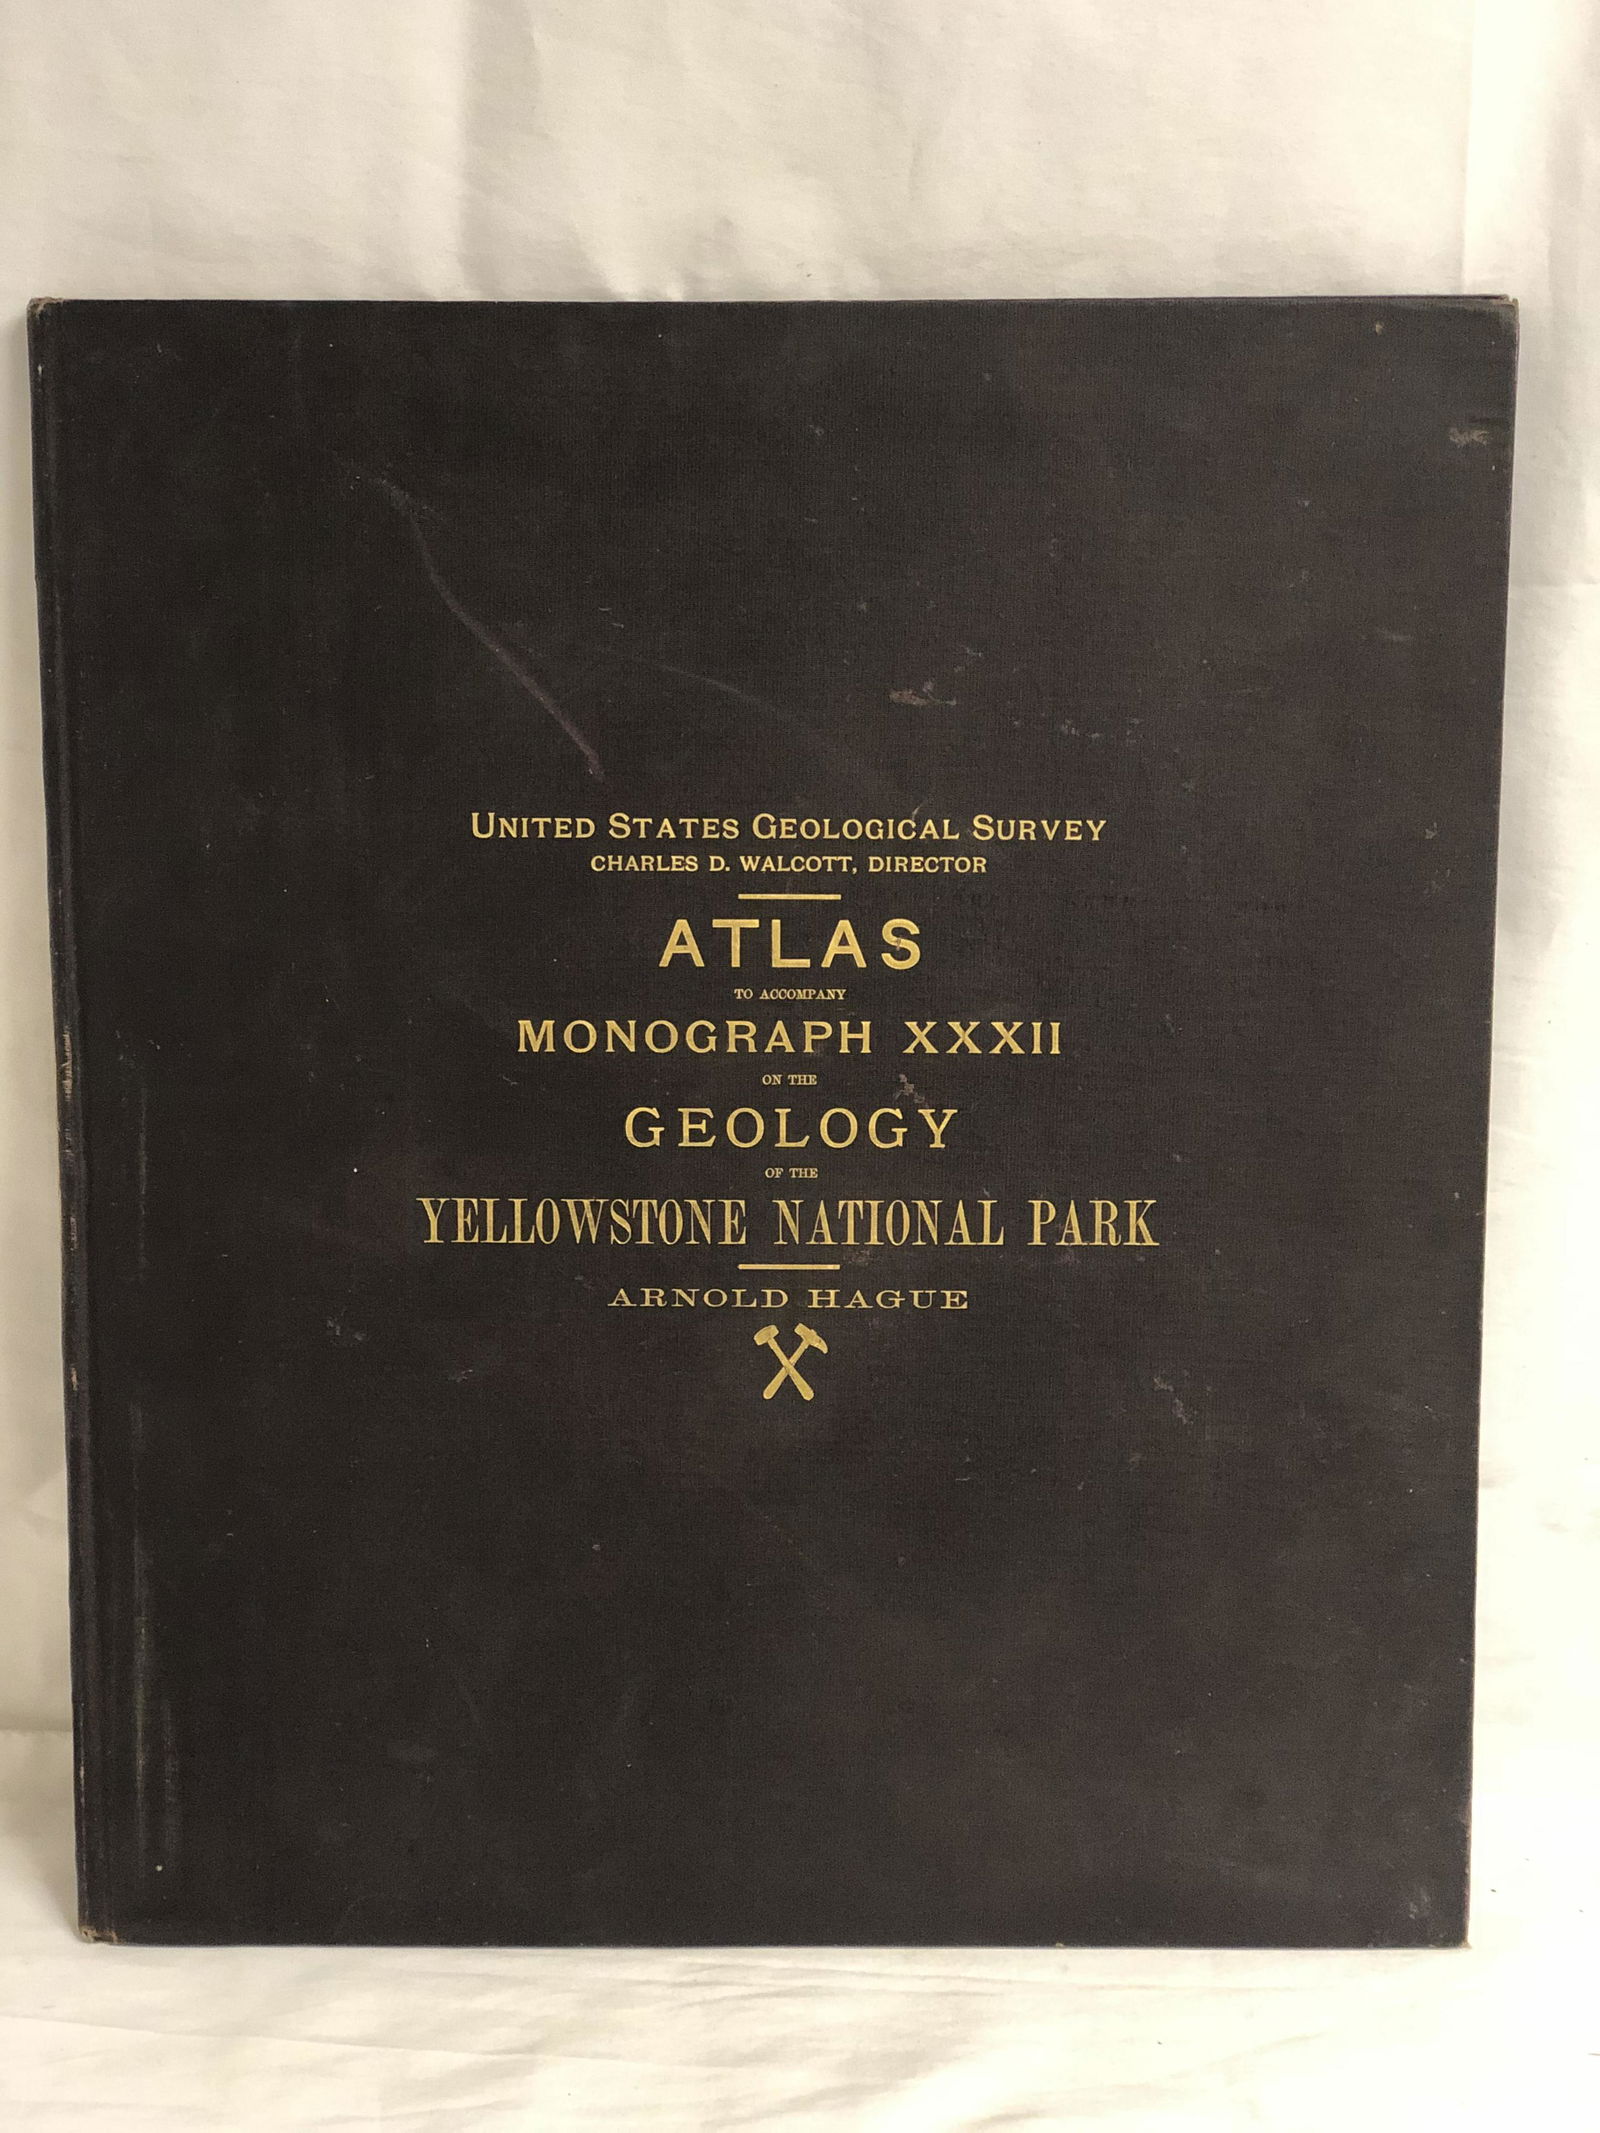 United States Geological Survey
CHARLES D. WALCOTT, DIRECTOR
ATLAS
TO ACCOMPANY
MONOGRAPH XXXII
ON THE
GEOLOGY
OF THE
YELLOWSTONE NATIONAL PARK
ARNOLD HAGUE